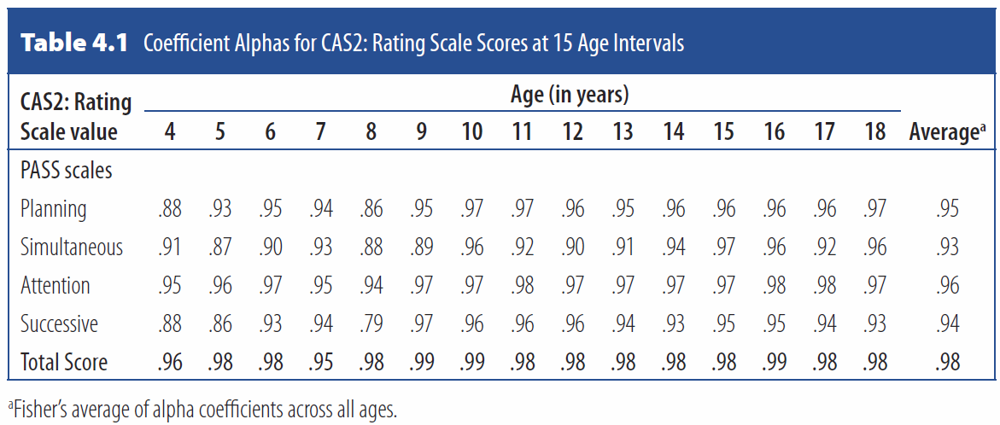 Table 4.1 Coefficient Alphas for CAS2: Rating Scale Scores at 15 Age Intervals
CAS2: Rating Age (in years)
Scale value 4 5 6 7 8 9 10 11 12 13 14 15 16 17 18 Averageᵃ
PASS scales
Planning .88 .93 .95 .94 .86 .95 .97 .97 .96 .95 .96 .96 .96 .96 .97 .95
Simultaneous .91 .87 .90 .93 .88 .89 .96 .92 .90 .91 .94 .97 .96 .92 .96 .93
Attention .95 .96 .97 .95 .94 .97 .97 .98 .97 .97 .97 .97 .98 .98 .97 .96
Successive .88 .86 .93 .94 .79 .97 .96 .96 .96 .94 .93 .95 .95 .94 .93 .94
Total Score .96 .98 .98 .95 .98 .99 .99 .98 .98 .98 .98 .98 .99 .98 .98 .98
ᵃFisher’s average of alpha coefficients across all ages.